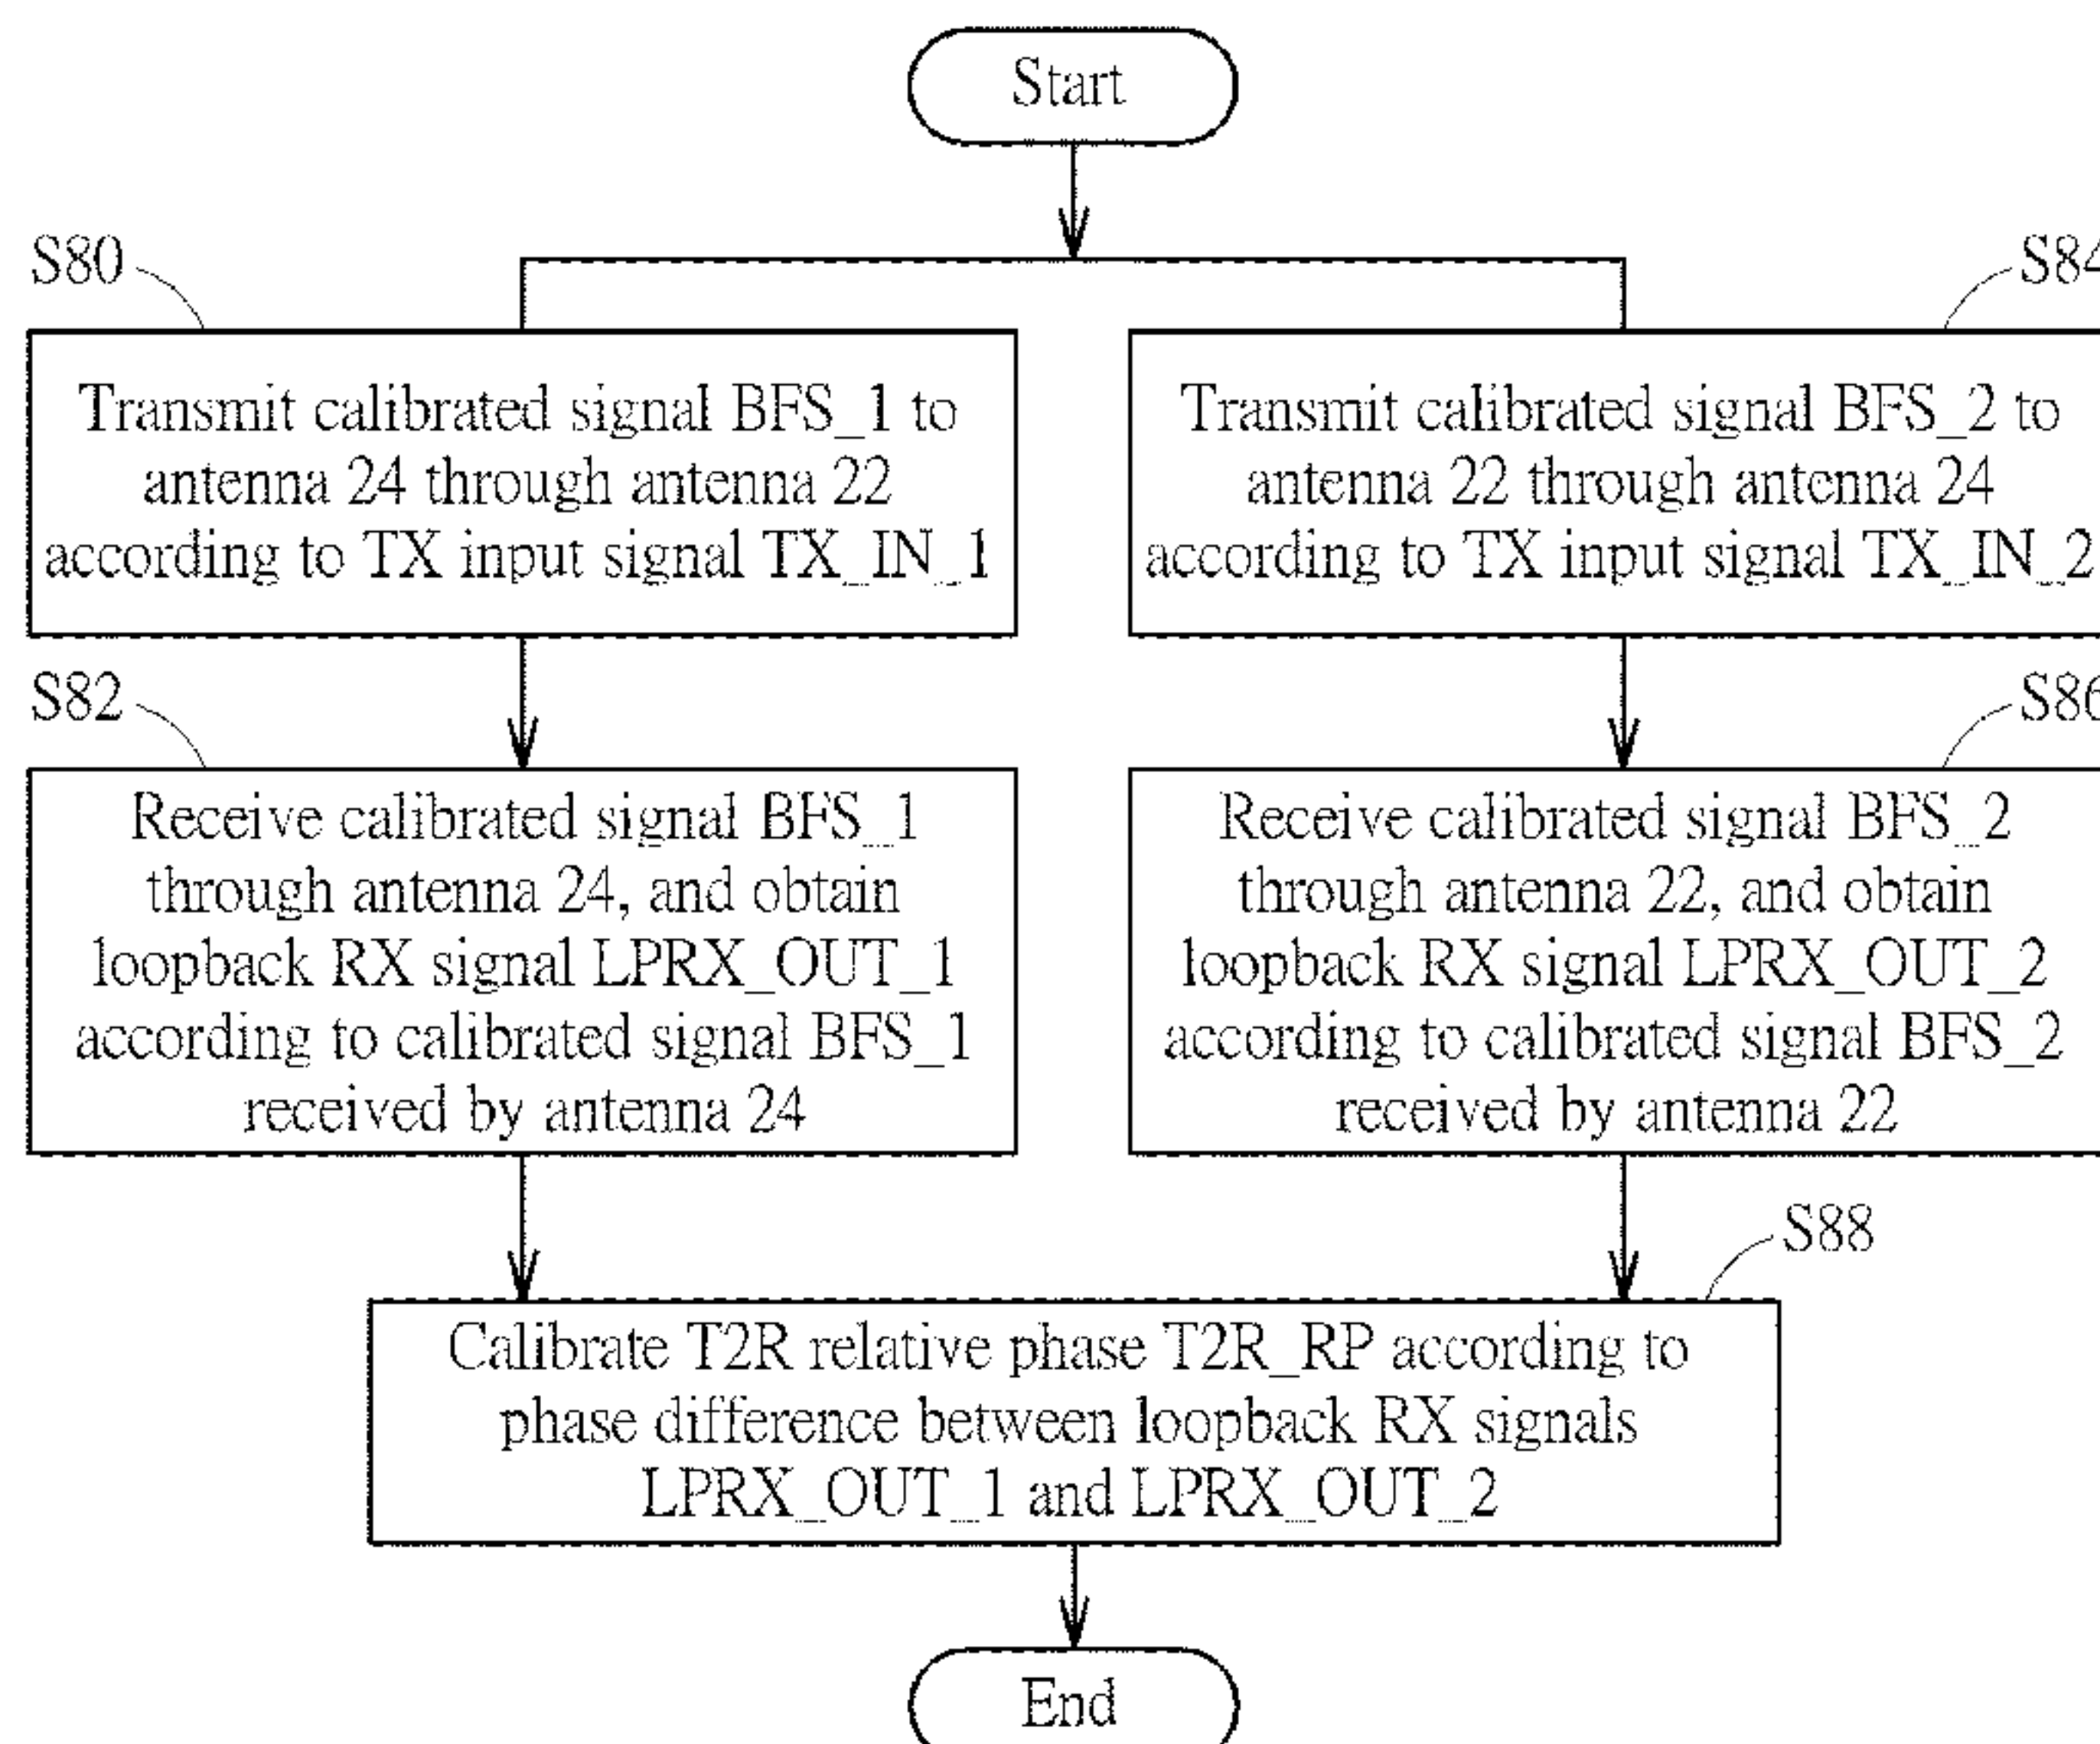 Start
S80
Transmit calibrated signal BFS_1 to
antenna 24 through antenna 22
according to TX input signal TX_IN_1
S84
Transmit calibrated signal BFS_2 to
antenna 22 through antenna 24
according to TX input signal TX_IN_2
S82
Receive calibrated signal BFS_1
through antenna 24, and obtain
loopback RX signal LPRX_OUT_1
according to calibrated signal BFS_1
received by antenna 24
S86
Receive calibrated signal BFS_2
through antenna 22, and obtain
loopback RX signal LPRX_OUT_2
according to calibrated signal BFS_2
received by antenna 22
S88
Calibrate T2R relative phase T2R_RP according to
phase difference between loopback RX signals
LPRX_OUT_1 and LPRX_OUT_2
End